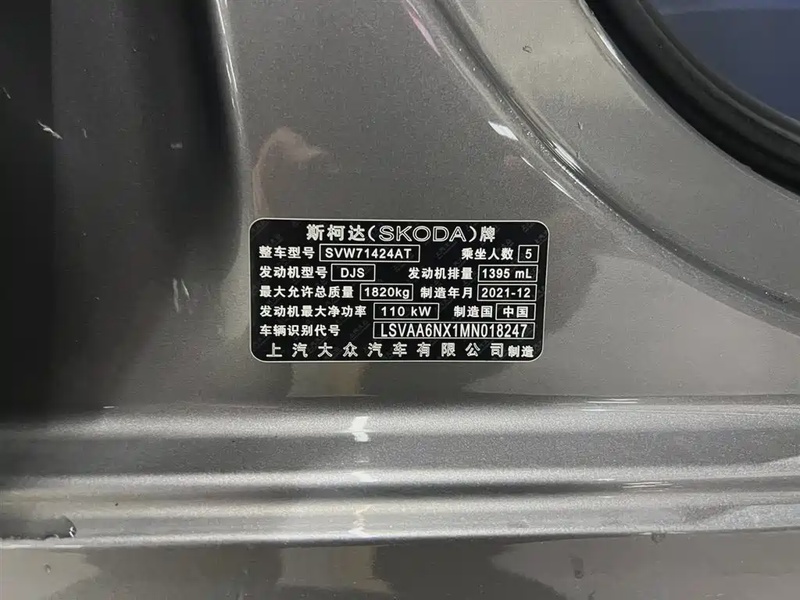 斯柯达(SKODA)牌
整车型号 SVW71424AT 乘坐人数 5
发动机型号 DJS 发动机排量 1395 mL
最大允许总质量 1820kg 制造年月 2021-12
发动机最大净功率 110 kW 制造国 中国
车辆识别代号 LSVAA6NX1MN018247
上汽大众汽车有限公司制造